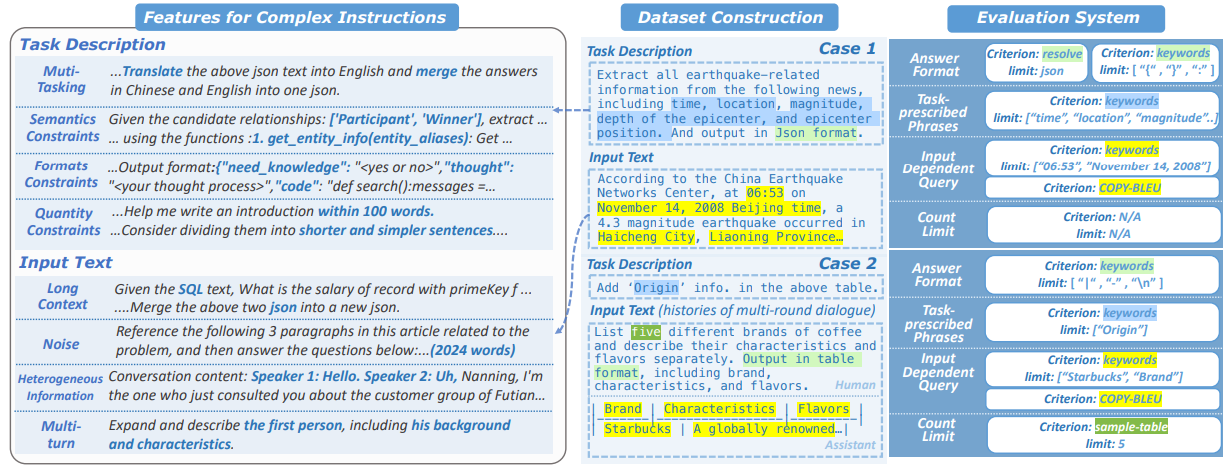 Features for Complex Instructions
Task Description
Muti-
Tasking
...Translate the above json text into English and merge the answers
in Chinese and English into one json.
Semantics
Constraints
Given the candidate relationships: ['Participant', 'Winner'], extract ...
... using the functions :1. get_entity_info(entity_aliases): Get ...
Formats
Constraints
...Output format:{"need_knowledge": "<yes or no>","thought":
"<your thought process>","code": "def search():messages =...
Quantity
Constraints
...Help me write an introduction within 100 words.
...Consider dividing them into shorter and simpler sentences....
Input Text
Long
Context
Given the SQL text, What is the salary of record with primeKey f ...
....Merge the above two json into a new json.
Noise
Reference the following 3 paragraphs in this article related to the
problem, and then answer the questions below:...(2024 words)
Heterogeneous
Information
Conversation content: Speaker 1: Hello. Speaker 2: Uh, Nanning, I'm
the one who just consulted you about the customer group of Futian...
Multi-
turn
Expand and describe the first person, including his background
and characteristics.
Dataset Construction
Task Description
Case 1
Extract all earthquake-related
information from the following news,
including time, location, magnitude,
depth of the epicenter, and epicenter
position. And output in Json format.
Input Text
According to the China Earthquake
Networks Center, at 06:53 on
November 14, 2008 Beijing time, a
4.3 magnitude earthquake occurred in
Haicheng City, Liaoning Province…
Task Description
Case 2
Add ‘Origin’ info. in the above table.
Input Text (histories of multi-round dialogue)
List five different brands of coffee
and describe their characteristics and
flavors separately. Output in table
format, including brand,
characteristics, and flavors.
Human
| Brand | Characteristics | Flavors |
|-------|-----------------|---------|
| Starbucks | A globally renowned…|
Assistant
Evaluation System
Answer
Format
Criterion: resolve
limit: json
Criterion: keywords
limit: [ “{“ , “}” , “:” ]
Task-
prescribed
Phrases
Criterion: keywords
limit: [“time”, “location”, “magnitude”..]
Input
Dependent
Query
Criterion: keywords
limit: [“06:53”, “November 14, 2008”]
Criterion: COPY-BLEU
Count
Limit
Criterion: N/A
limit: N/A
Answer
Format
Criterion: keywords
limit: [ “|“ , “-” , “\n” ]
Task-
prescribed
Phrases
Criterion: keywords
limit: [“Origin”]
Input
Dependent
Query
Criterion: keywords
limit: [“Starbucks”, “Brand”]
Criterion: COPY-BLEU
Count
Limit
Criterion: sample-table
limit: 5